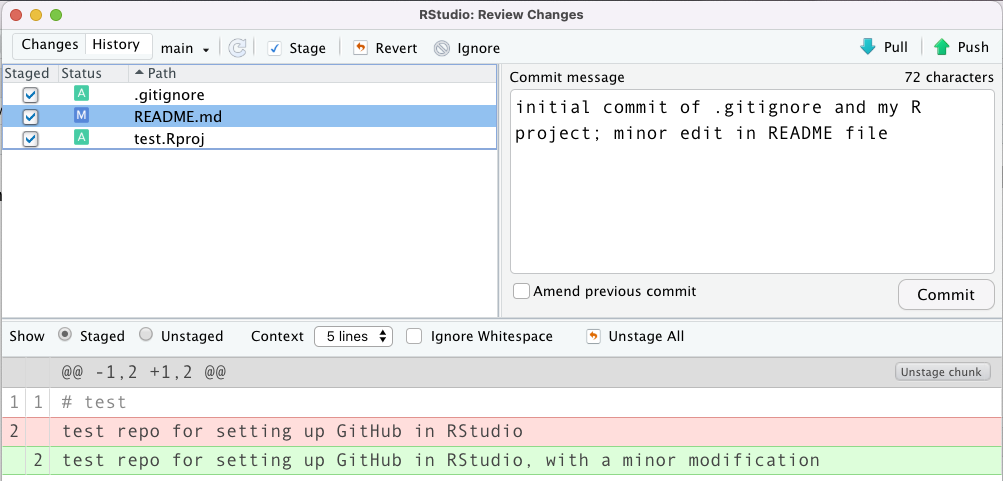 RStudio: Review Changes
Changes History main Stage Revert Ignore Pull Push
Staged Status Path
A .gitignore
M README.md
A test.Rproj
Commit message 72 characters
initial commit of .gitignore and my R
project; minor edit in README file
Amend previous commit Commit
Show Staged Unstaged Context 5 lines Ignore Whitespace Unstage All
@@ -1,2 +1,2 @@ Unstage chunk
1 1 # test
2 test repo for setting up GitHub in RStudio
2 test repo for setting up GitHub in RStudio, with a minor modification